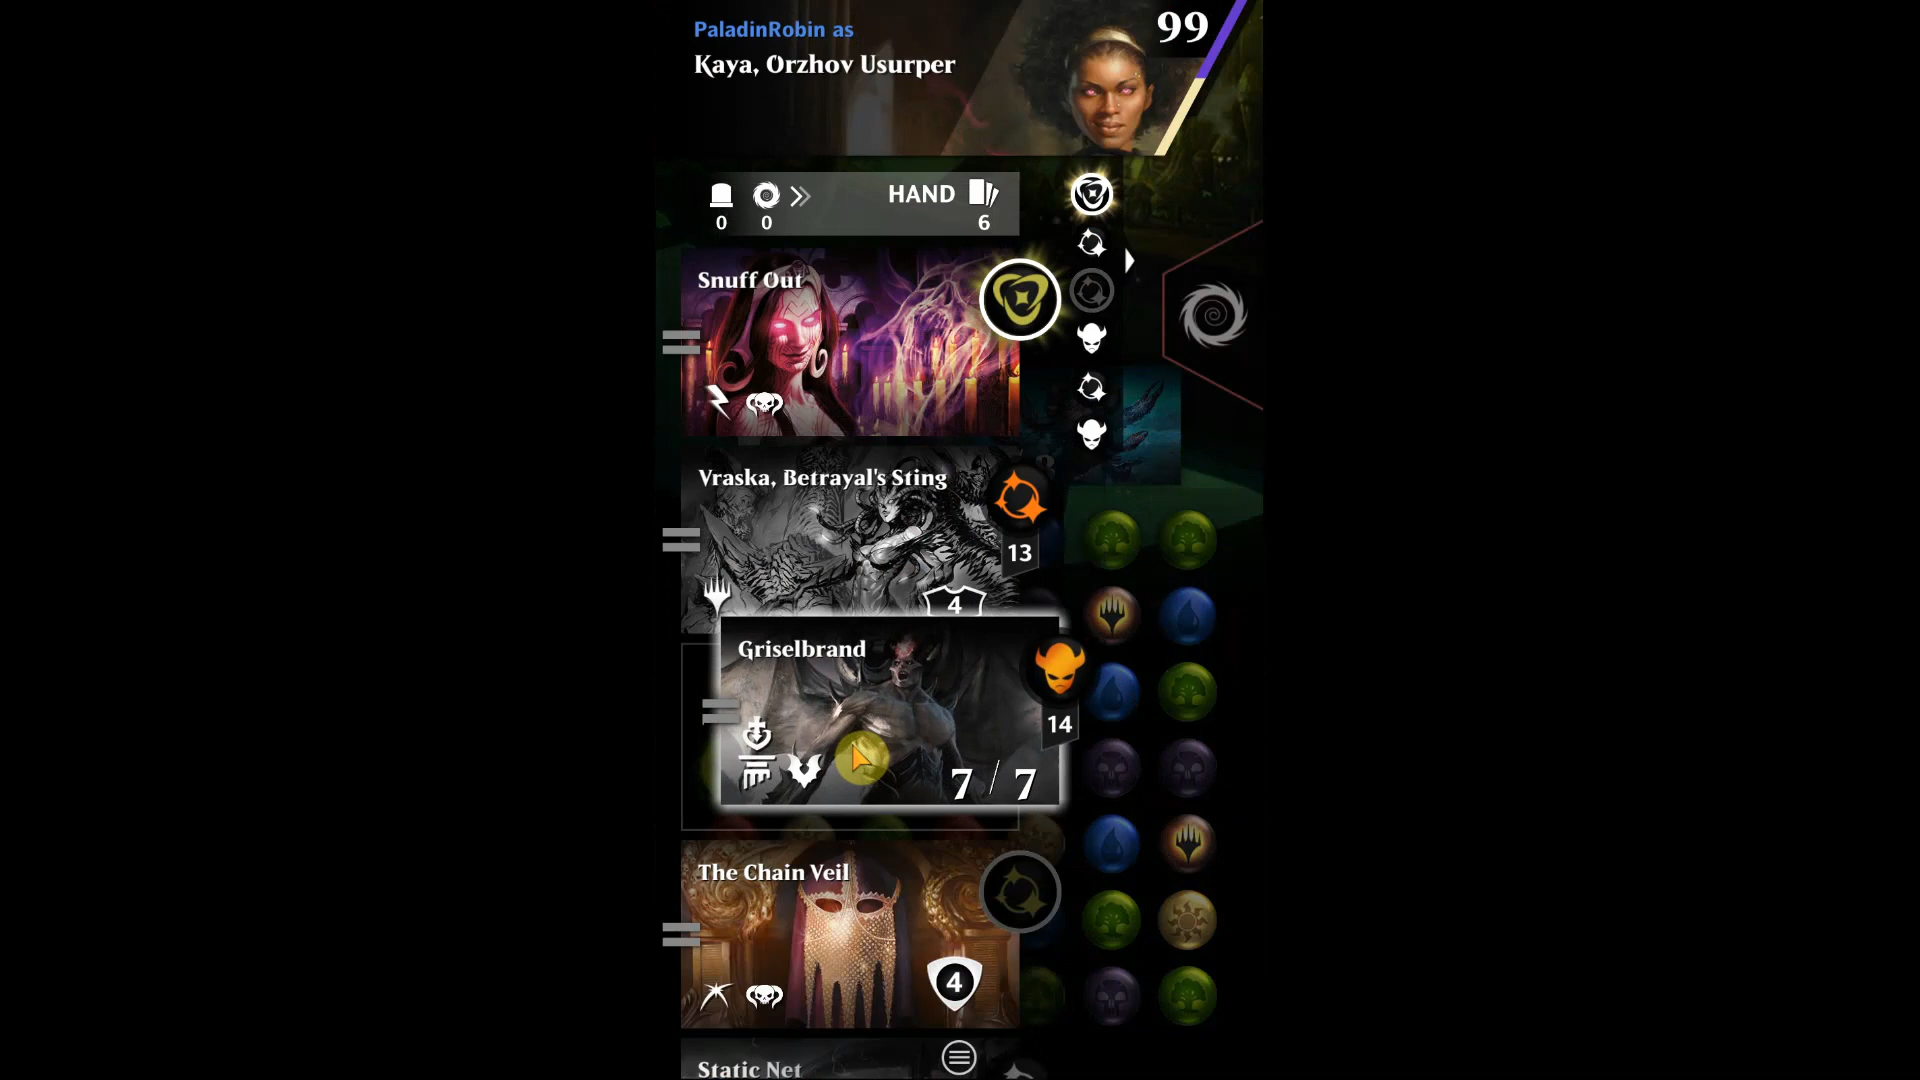 PaladinRobin as
99
Kaya, Orzhov Usurper
HAND
0
0
6
Snuff Out
Vraska, Betrayal's Sting
13
4
Griselbrand
14
7 / 7
The Chain Veil
4
Static Net